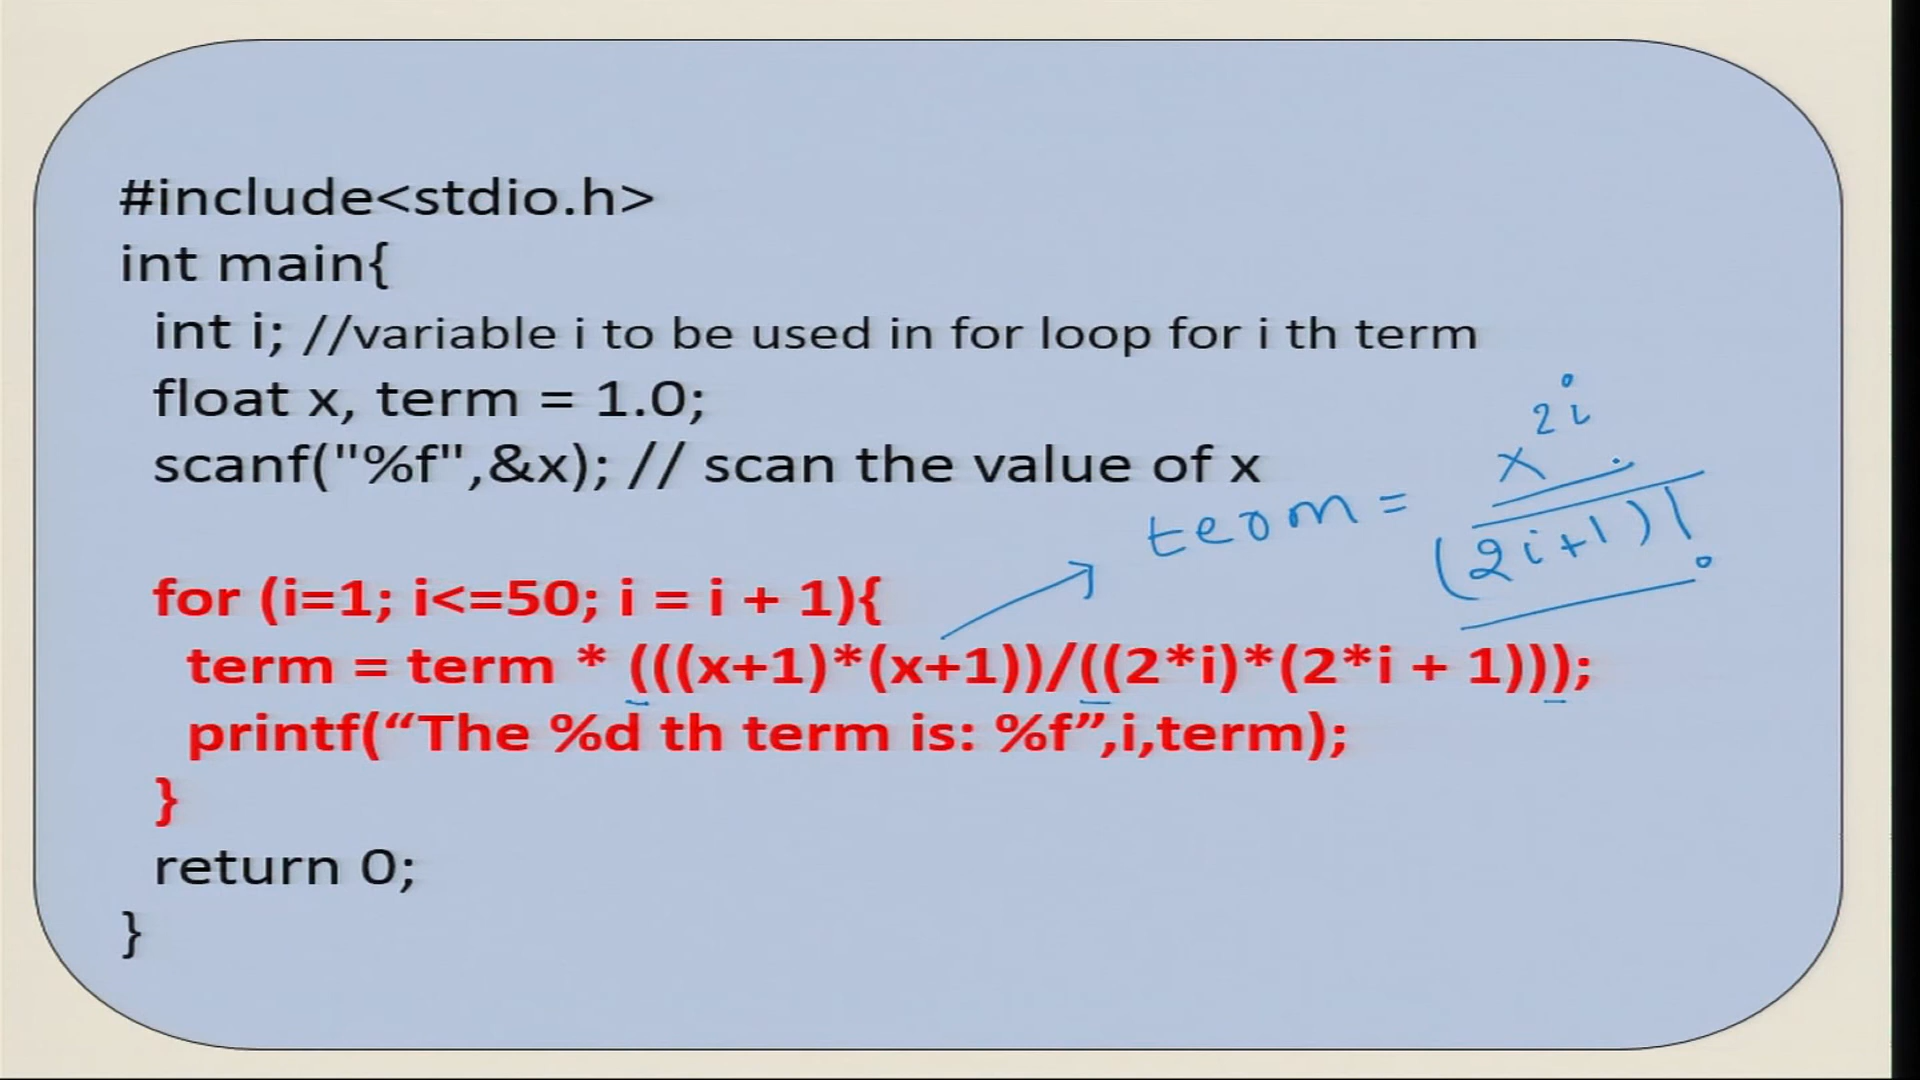 #include<stdio.h>
int main{
int i; //variable i to be used in for loop for i th term
float x, term = 1.0;
scanf("%f",&x); // scan the value of x
term = x^2i / (2i+1)!
for (i=1; i<=50; i = i + 1){
term = term * (((x+1)*(x+1))/((2*i)*(2*i + 1)));
printf(“The %d th term is: %f”,i,term);
}
return 0;
}